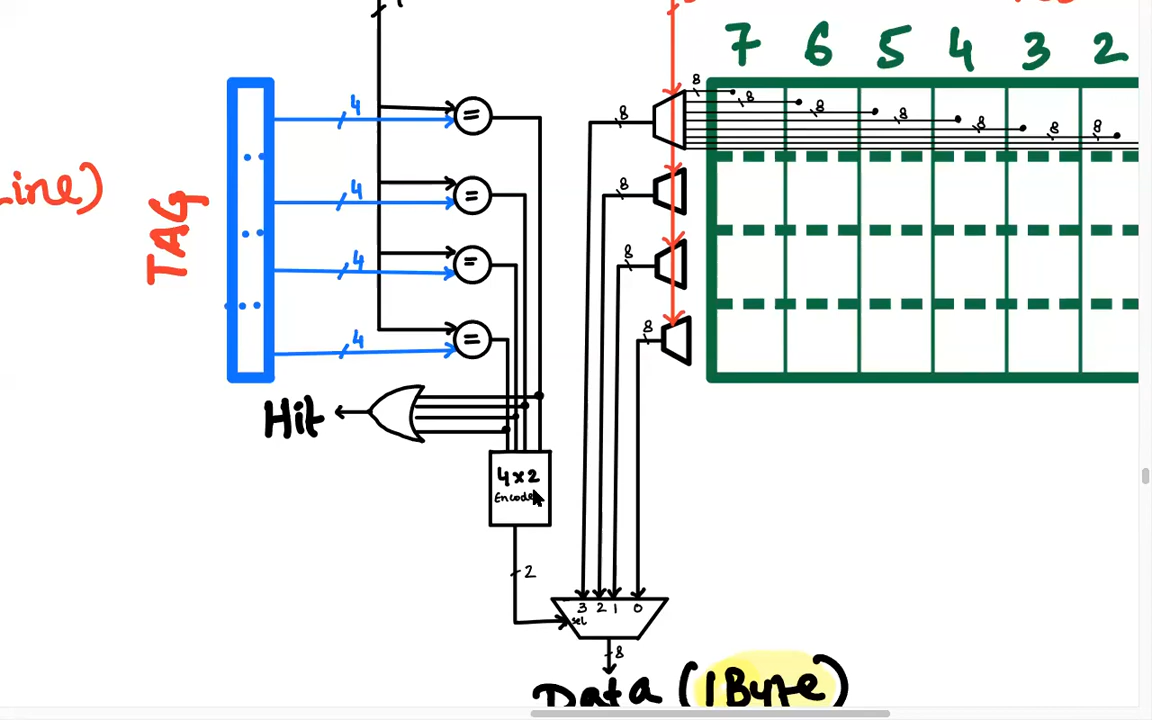 7 6 5 4 3 2
8
8 8 8 8 8 8 8
4 =
4 = 8
ine)
TAG
4 = 8
4 = 8
Hit
4x2
Encoder
2
3 2 1 0
sel
8
Data (1Byte)